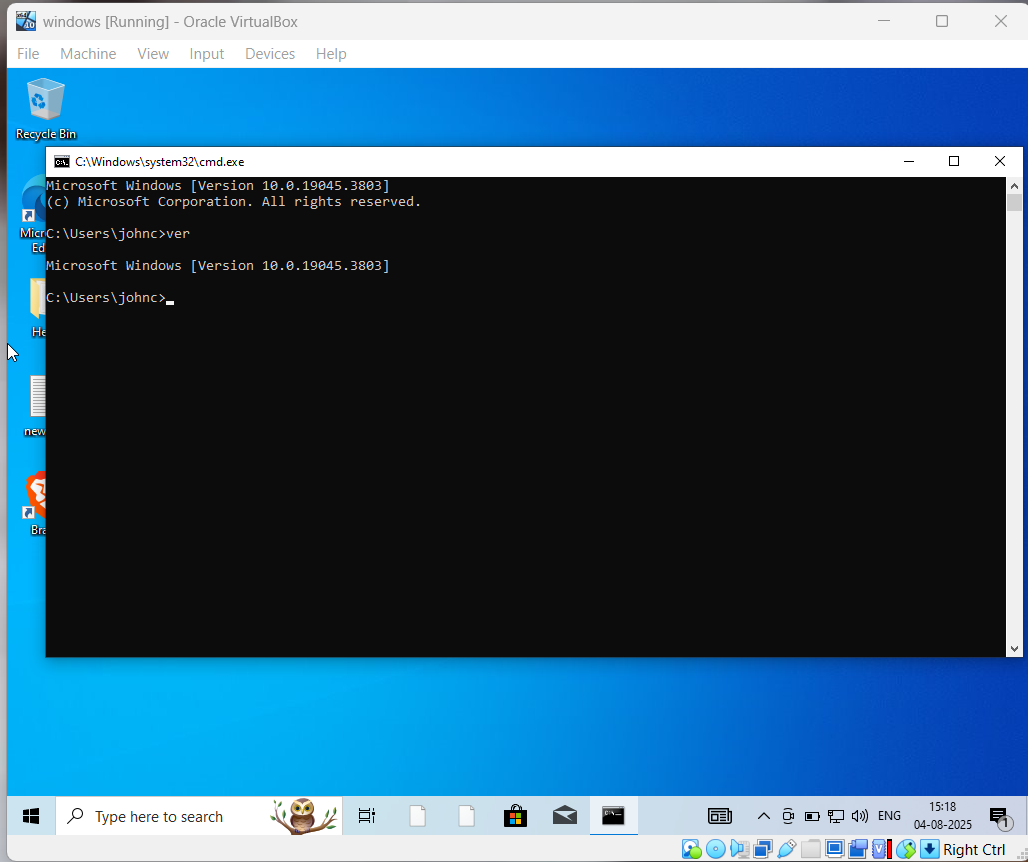 windows [Running] - Oracle VirtualBox
File Machine View Input Devices Help
Recycle Bin
C:\Windows\system32\cmd.exe
Microsoft Windows [Version 10.0.19045.3803]
(c) Microsoft Corporation. All rights reserved.
C:\Users\johnc>ver
Microsoft Windows [Version 10.0.19045.3803]
C:\Users\johnc>
Micr
Ed
He
new
Bra
Type here to search
ENG
15:18
04-08-2025
1
Right Ctrl